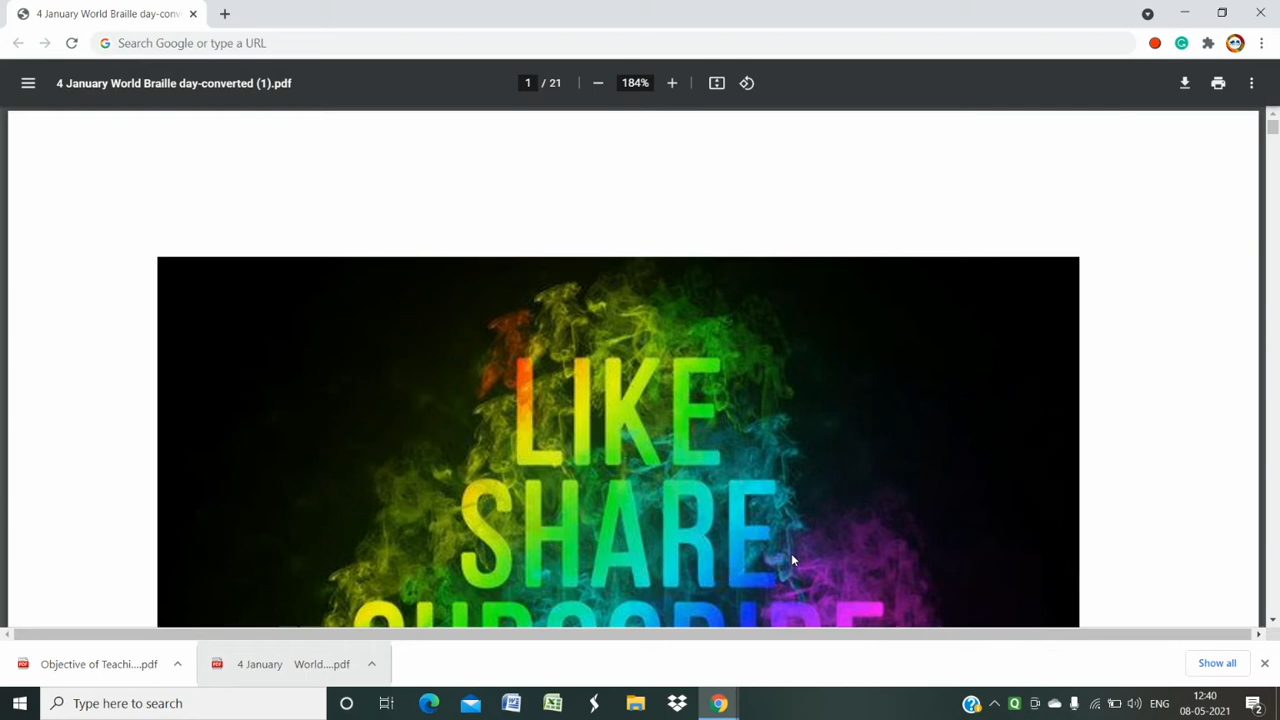 4 January World Braille day-conv
Search Google or type a URL
4 January World Braille day-converted (1).pdf
1 / 21
184%
LIKE
SHARE
SUBSCRIBE
Objective of Teachi....pdf
4 January World....pdf
Show all
Type here to search
ENG
12:40
08-05-2021
2